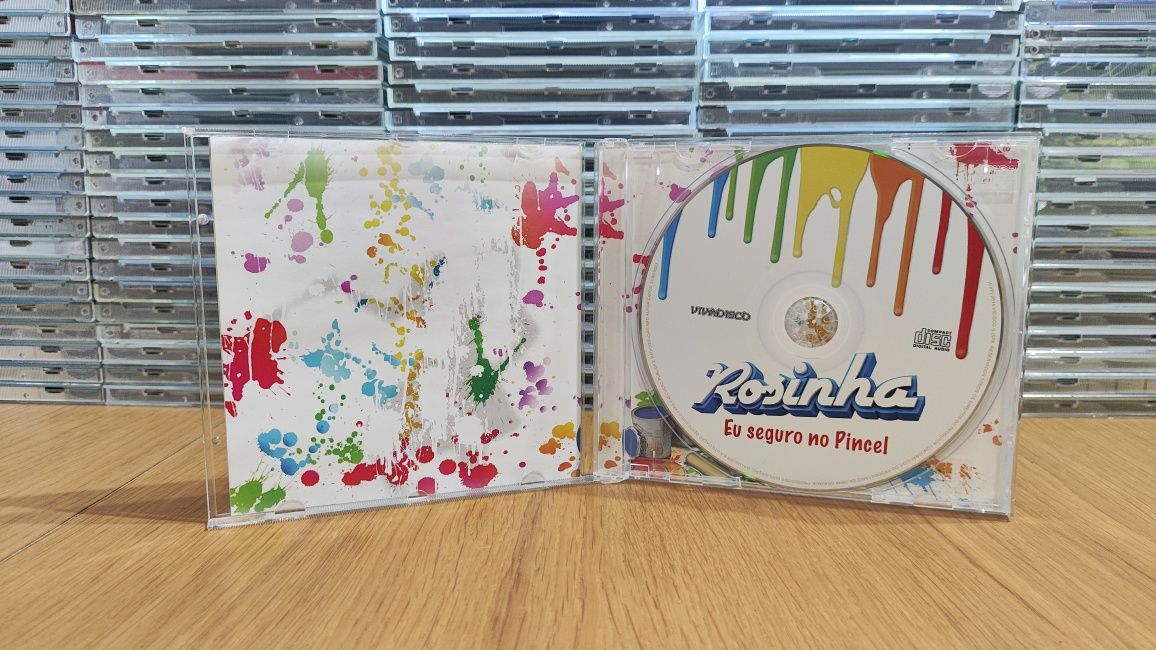 VIVADISCO
COMPACT
disc
DIGITAL AUDIO
Rosinha
Eu seguro no Pincel